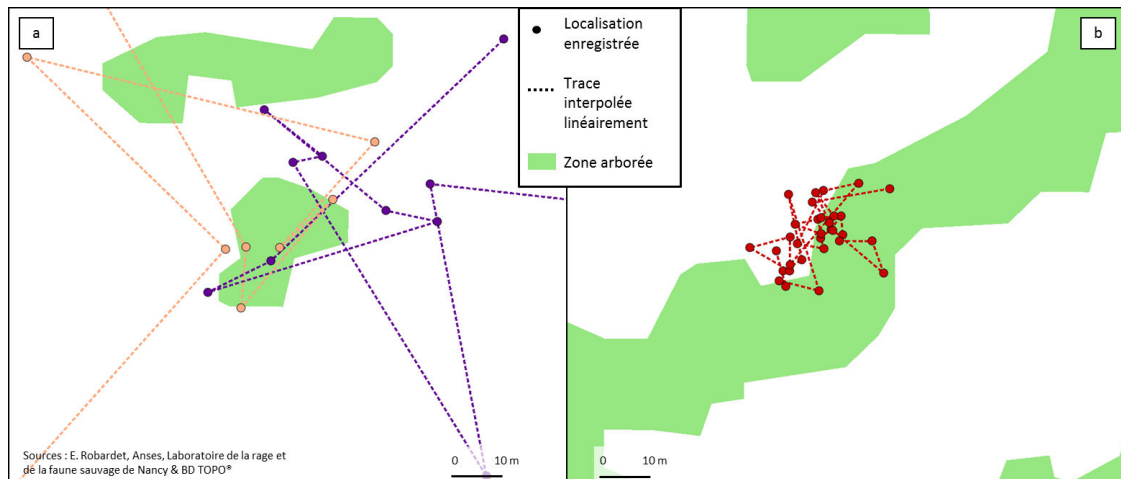 a
Localisation
enregistrée
Trace
interpolée
linéairement
Zone arborée
b
Sources : E. Robardet, Anses, Laboratoire de la rage et
de la faune sauvage de Nancy & BD TOPO®
0 10 m
0 10 m